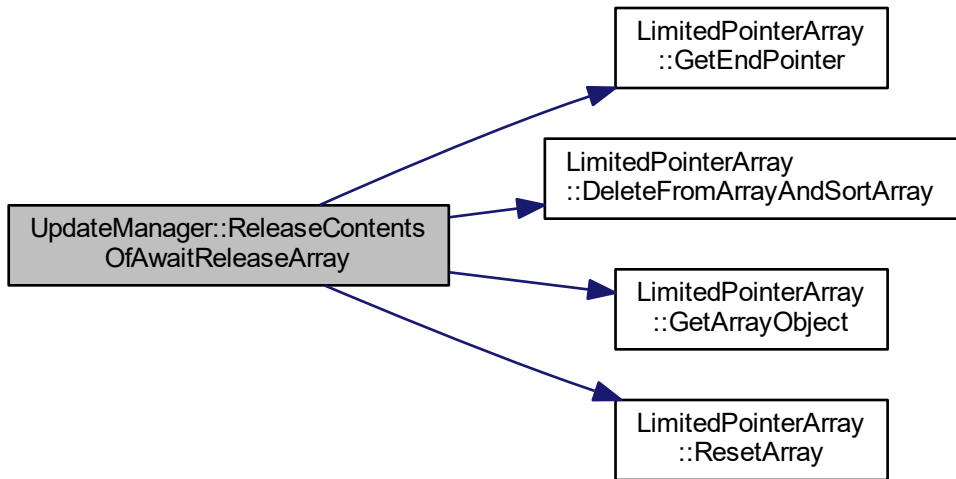 LimitedPointerArray
::GetEndPointer
LimitedPointerArray
::DeleteFromArrayAndSortArray
UpdateManager::ReleaseContents
OfAwaitReleaseArray
LimitedPointerArray
::GetArrayObject
LimitedPointerArray
::ResetArray